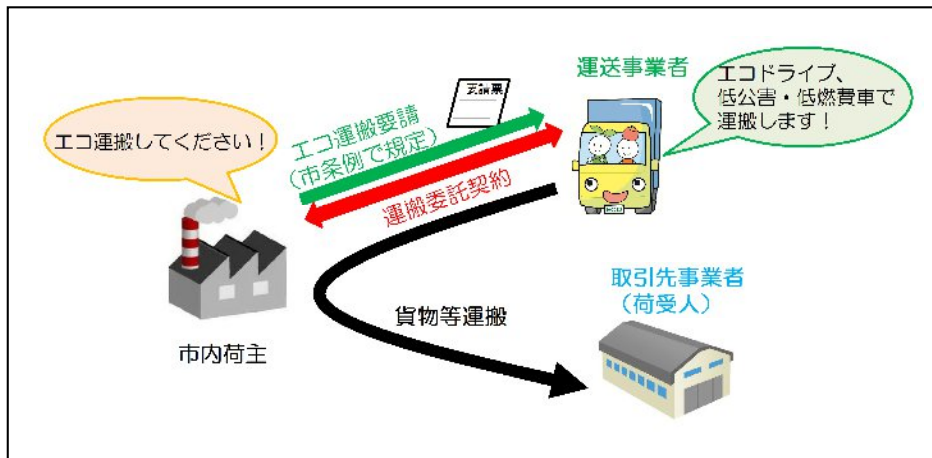 運送事業者
要請票
エコドライブ、
低公害・低燃費車で
運搬します！
エコ運搬してください！
エコ運搬要請
（市条例で規定）
運搬委託契約
取引先事業者
（荷受人）
貨物等運搬
市内荷主